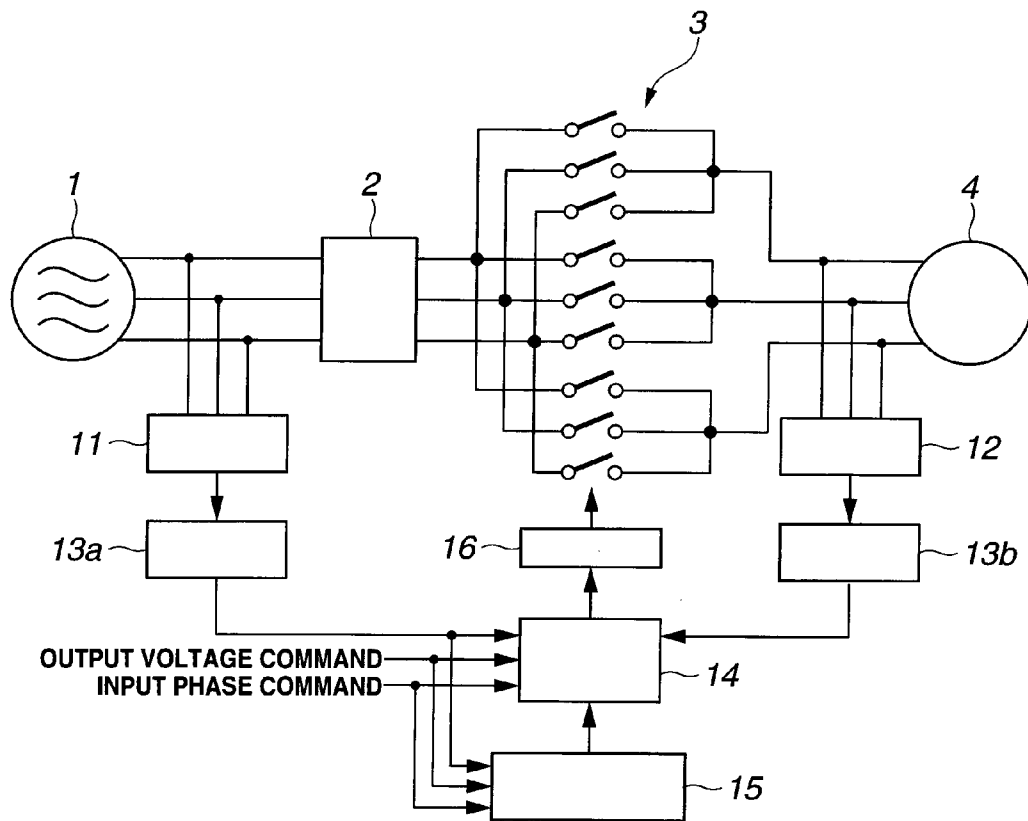 3
1
2
4
11
12
13a
16
13b
OUTPUT VOLTAGE COMMAND
INPUT PHASE COMMAND
14
15